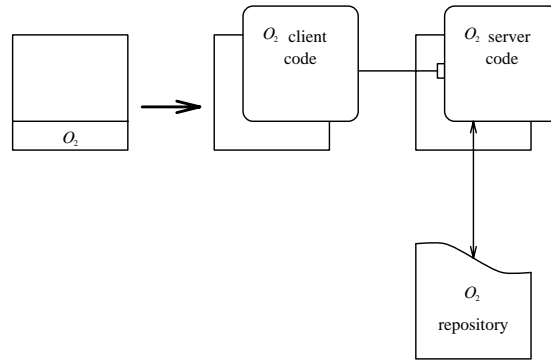 O₂ client
code
O₂ server
code
O₂
O₂
repository